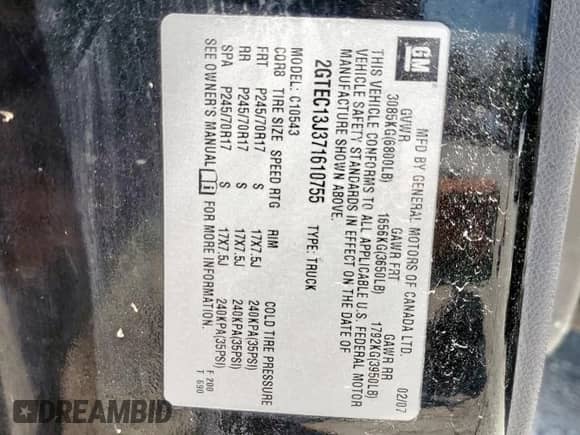 GM
MFD BY GENERAL MOTORS OF CANADA LTD. 02/07
GVWR GAWR FRT GAWR RR
3085KG(6800LB) 1656KG(3650LB) 1792KG(3950LB)
THIS VEHICLE CONFORMS TO ALL APPLICABLE U.S. FEDERAL MOTOR
VEHICLE SAFETY STANDARDS IN EFFECT ON THE DATE OF
MANUFACTURE SHOWN ABOVE.
2GTEC13J371610755 TYPE: TRUCK
MODEL: C10543
CQR8 TIRE SIZE SPEED RTG RIM COLD TIRE PRESSURE
FRT P245/70R17 S 17X7.5J 240KPA(35PSI)
RR P245/70R17 S 17X7.5J 240KPA(35PSI)
SPA P245/70R17 S 17X7.5J 240KPA(35PSI)
SEE OWNER'S MANUAL i FOR MORE INFORMATION.
F 200
T 690
DREAMBID